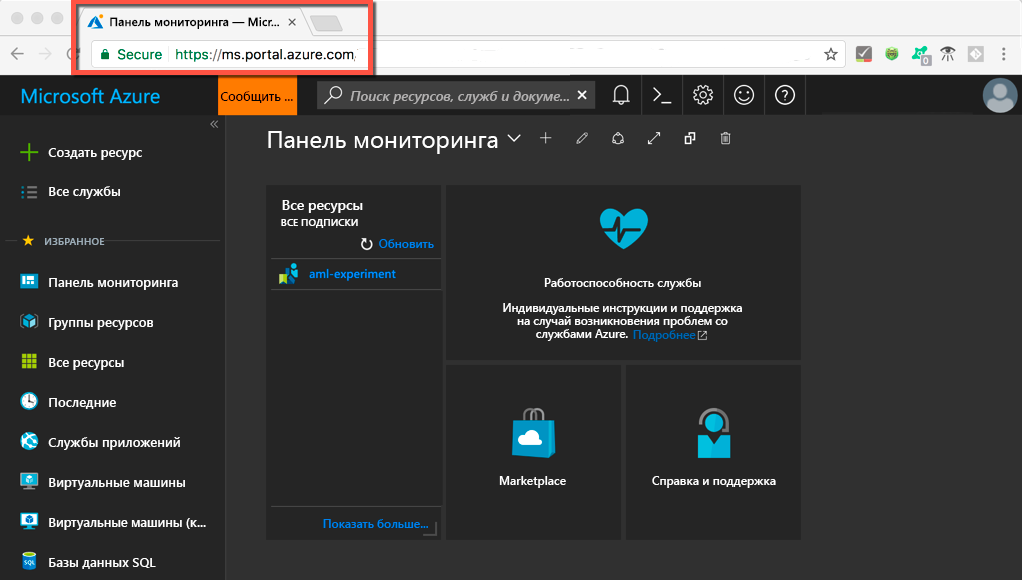 Панель мониторинга — Micr...
Secure
https://ms.portal.azure.com
0
Microsoft Azure
Сообщить ...
Поиск ресурсов, служб и докуме...
Создать ресурс
Все службы
ИЗБРАННОЕ
Панель мониторинга
Группы ресурсов
Все ресурсы
Последние
Службы приложений
Виртуальные машины
Виртуальные машины (к...
SQL
Базы данных SQL
Панель мониторинга
Все ресурсы
ВСЕ ПОДПИСКИ
Обновить
aml-experiment
Показать больше...
Работоспособность службы
Индивидуальные инструкции и поддержка
на случай возникновения проблем со
службами Azure. Подробнее
Marketplace
Справка и поддержка